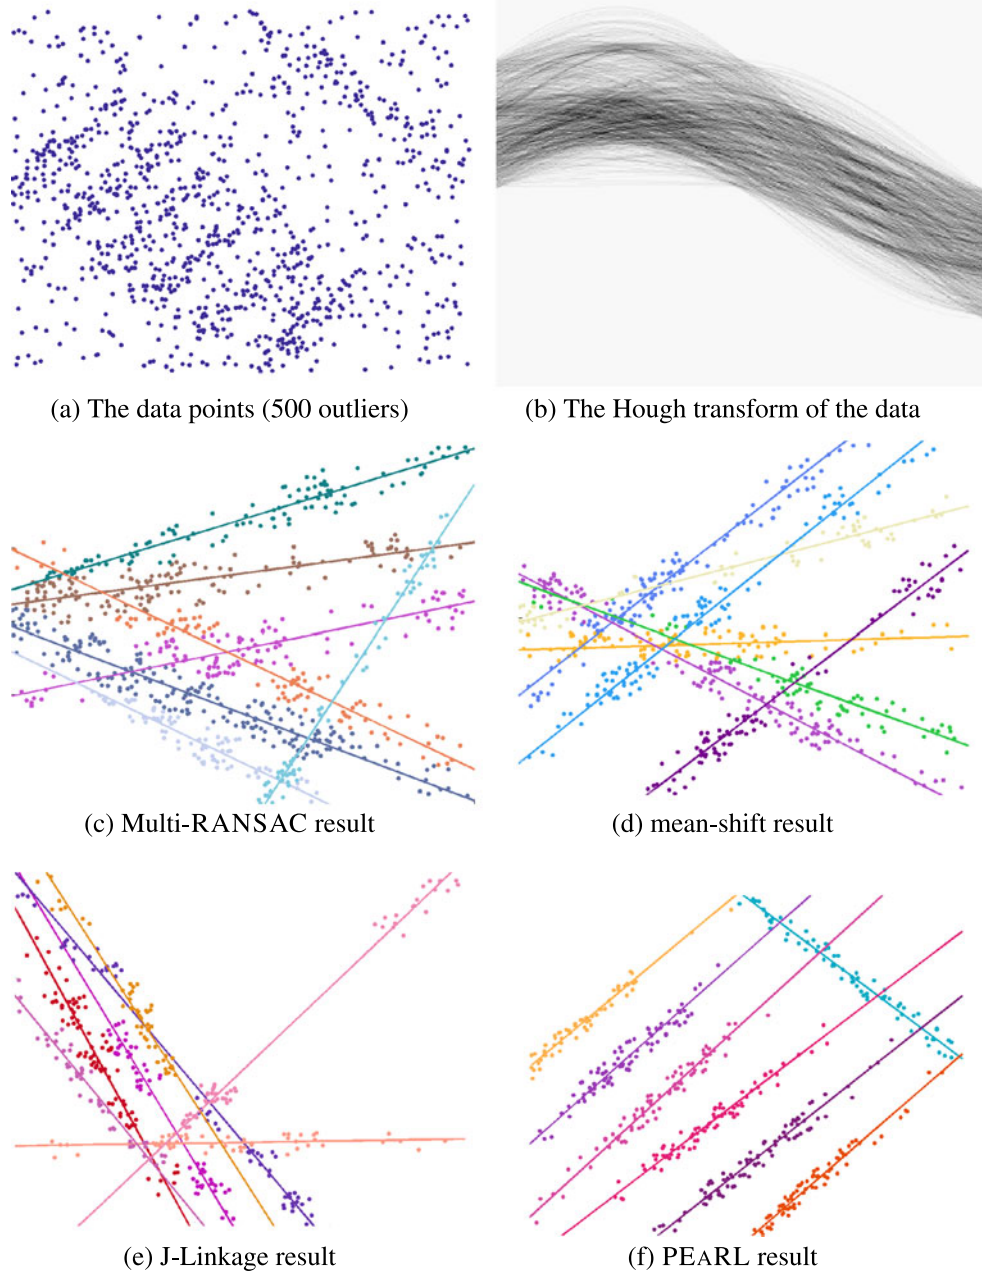 (a) The data points (500 outliers)
(b) The Hough transform of the data
(c) Multi-RANSAC result
(d) mean-shift result
(e) J-Linkage result
(f) PEARL result